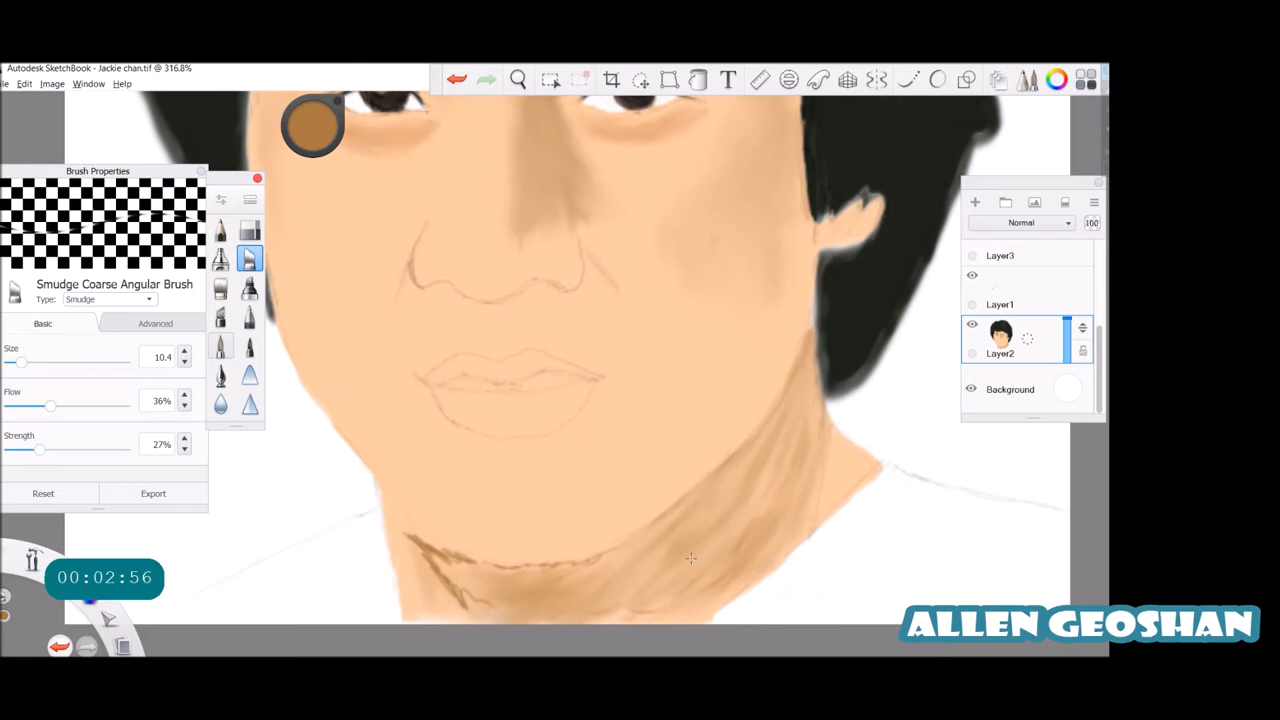 Autodesk SketchBook - Jackie chan.tif @ 316.8%
Edit Image Window Help
T
Brush Properties
Smudge Coarse Angular Brush
Type: Smudge
Basic Advanced
Size
10.4
Flow
36%
Strength
27%
Reset Export
Normal 100
Layer3
Layer1
Layer2
Background
00:02:56
ALLEN GEOSHAN